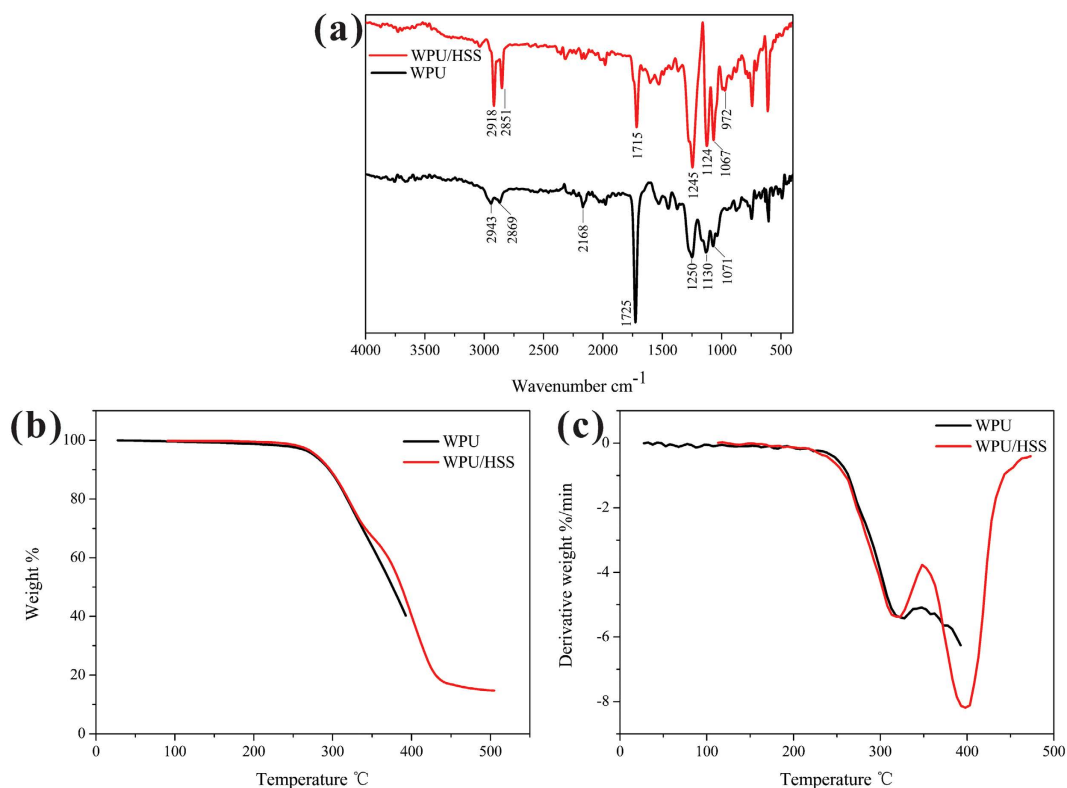 (a)
WPU/HSS
WPU
2918
2851
1715
1245
1124
1067
972
2943
2869
2168
1725
1250
1130
1071
4000 3500 3000 2500 2000 1500 1000 500
Wavenumber cm-1
(b)
WPU
WPU/HSS
100
80
60
40
20
0
Weight %
0 100 200 300 400 500
Temperature ℃
(c)
WPU
WPU/HSS
0
-2
-4
-6
-8
Derivative weight %/min
0 100 200 300 400 500
Temperature ℃